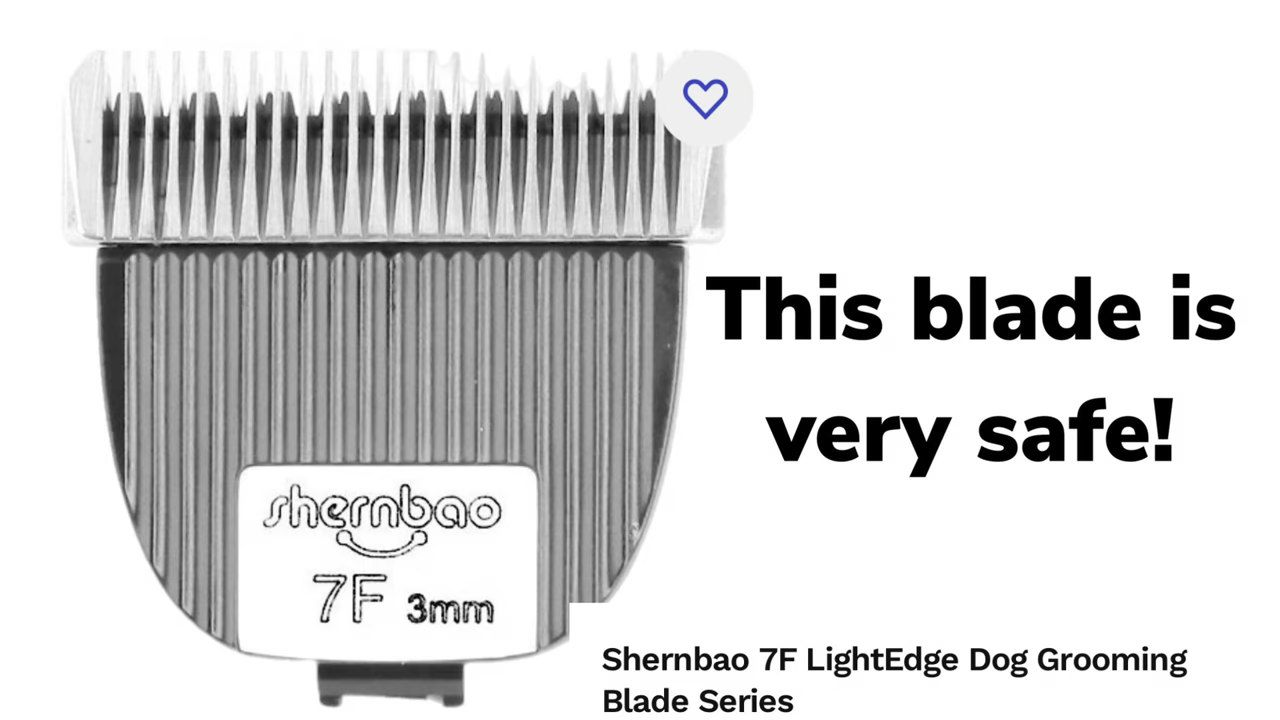 This blade is
very safe!
shernbao
7F 3mm
Shernbao 7F LightEdge Dog Grooming
Blade Series